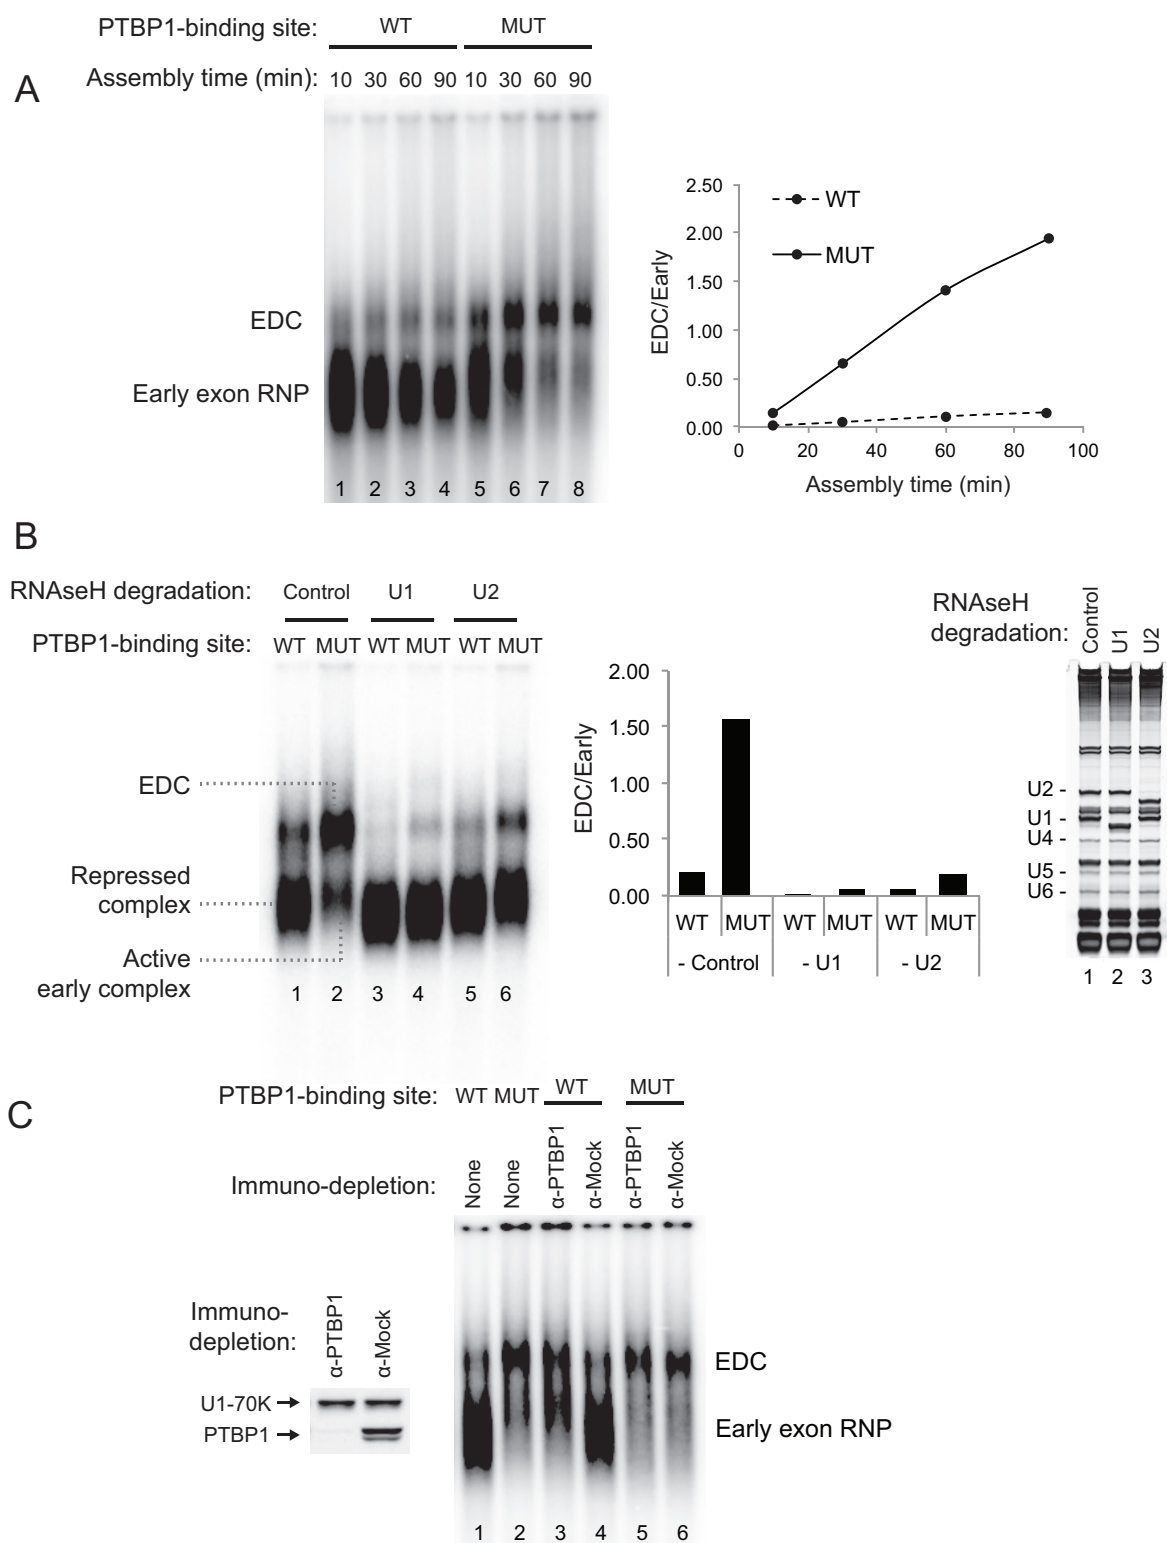 A
PTBP1-binding site: WT MUT
Assembly time (min): 10 30 60 90 10 30 60 90
EDC
Early exon RNP
1 2 3 4 5 6 7 8
2.50
2.00
1.50
1.00
0.50
0.00
EDC/Early
WT
MUT
0 20 40 60 80 100
Assembly time (min)
B
RNAseH degradation: Control U1 U2
PTBP1-binding site: WT MUT WT MUT WT MUT
EDC
Repressed
complex
Active
early complex
1 2 3 4 5 6
2.00
1.50
1.00
0.50
0.00
EDC/Early
WT MUT WT MUT WT MUT
- Control - U1 - U2
RNAseH
degradation: Control U1 U2
U2 -
U1 -
U4 -
U5 -
U6 -
1 2 3
C
PTBP1-binding site: WT MUT WT MUT
Immuno-depletion: None None α-PTBP1 α-Mock α-PTBP1 α-Mock
Immuno-
depletion: α-PTBP1 α-Mock
U1-70K
PTBP1
EDC
Early exon RNP
1 2 3 4 5 6